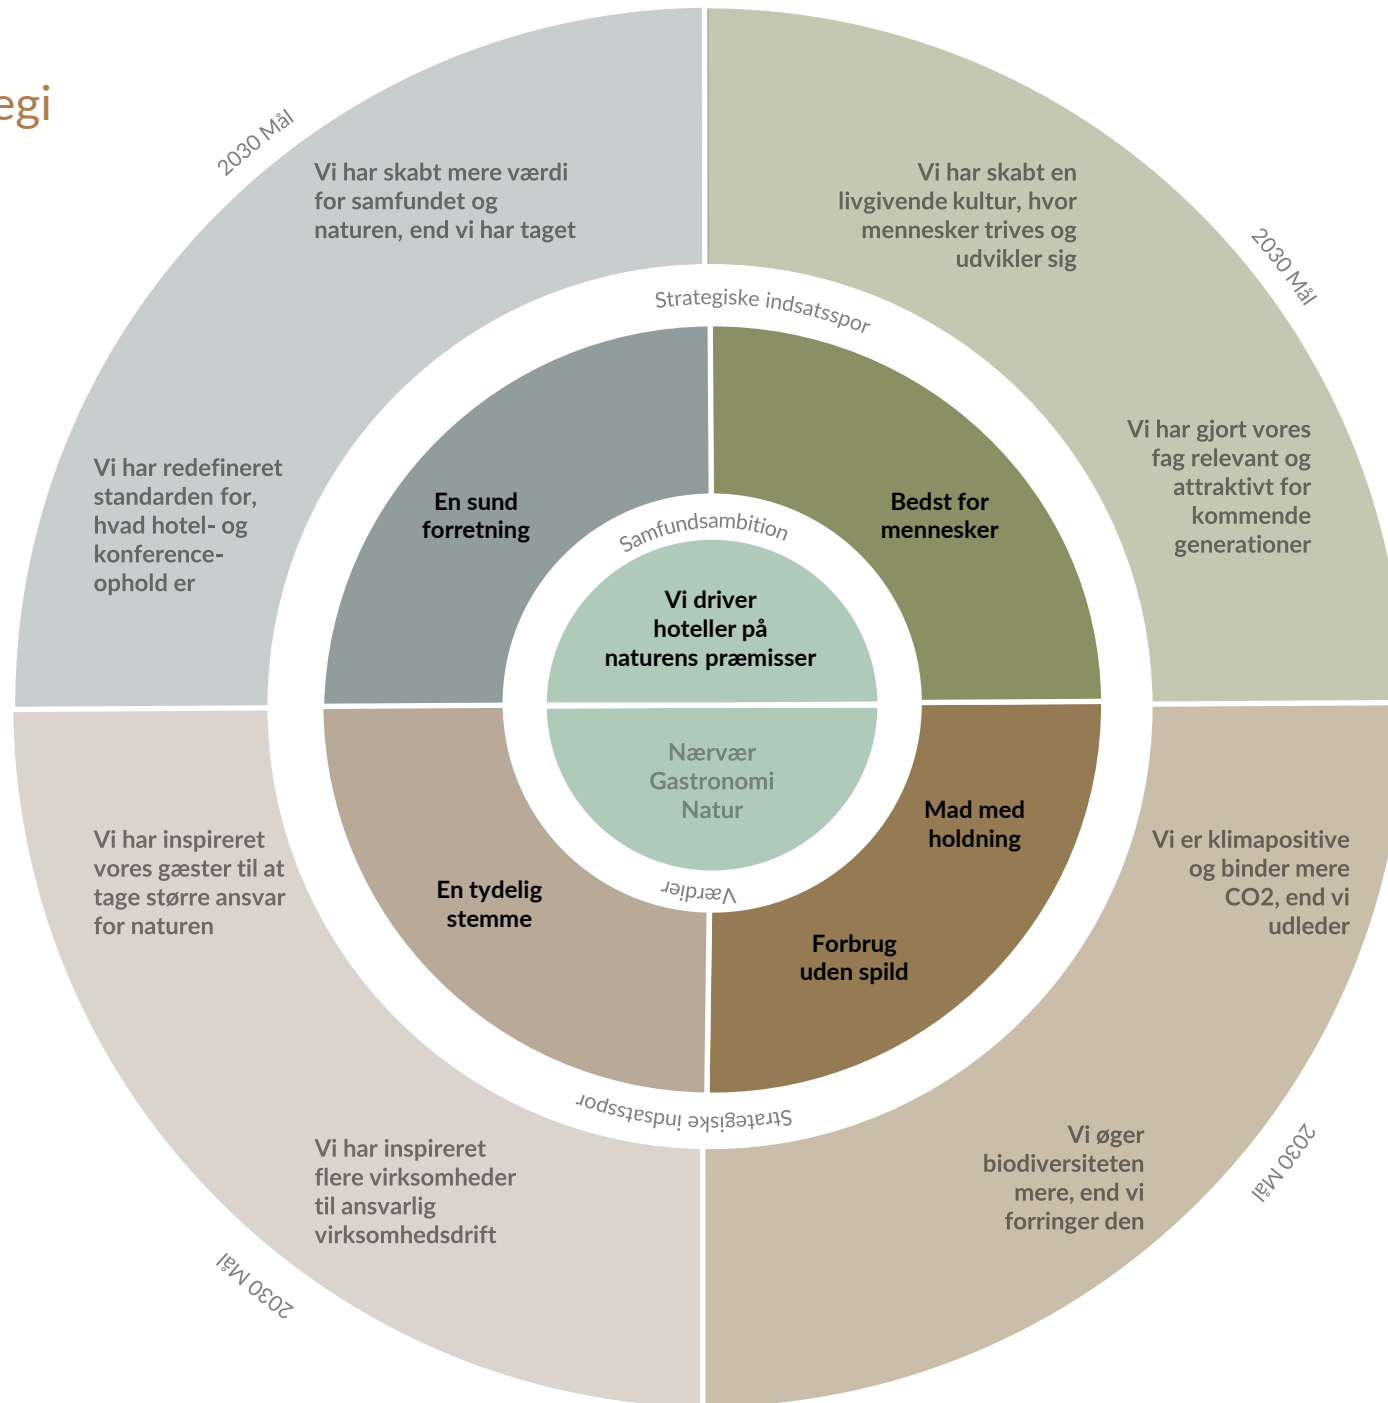 egi
2030 Mål
Vi har skabt mere værdi
for samfundet og
naturen, end vi har taget
Vi har redefineret
standarden for,
hvad hotel- og
konference-
ophold er
2030 Mål
Vi har skabt en
livgivende kultur, hvor
mennesker trives og
udvikler sig
Vi har gjort vores
fag relevant og
attraktivt for
kommende
generationer
Strategiske indsatsspor
En sund
forretning
Bedst for
mennesker
Samfundsambition
Vi driver
hoteller på
naturens præmisser
Nærvær
Gastronomi
Natur
Værdier
En tydelig
stemme
Mad med
holdning
Forbrug
uden spild
Strategiske indsatsspor
Vi har inspireret
vores gæster til at
tage større ansvar
for naturen
Vi har inspireret
flere virksomheder
til ansvarlig
virksomhedsdrift
2030 Mål
Vi er klimapositive
og binder mere
CO2, end vi
udleder
Vi øger
biodiversiteten
mere, end vi
forringer den
2030 Mål